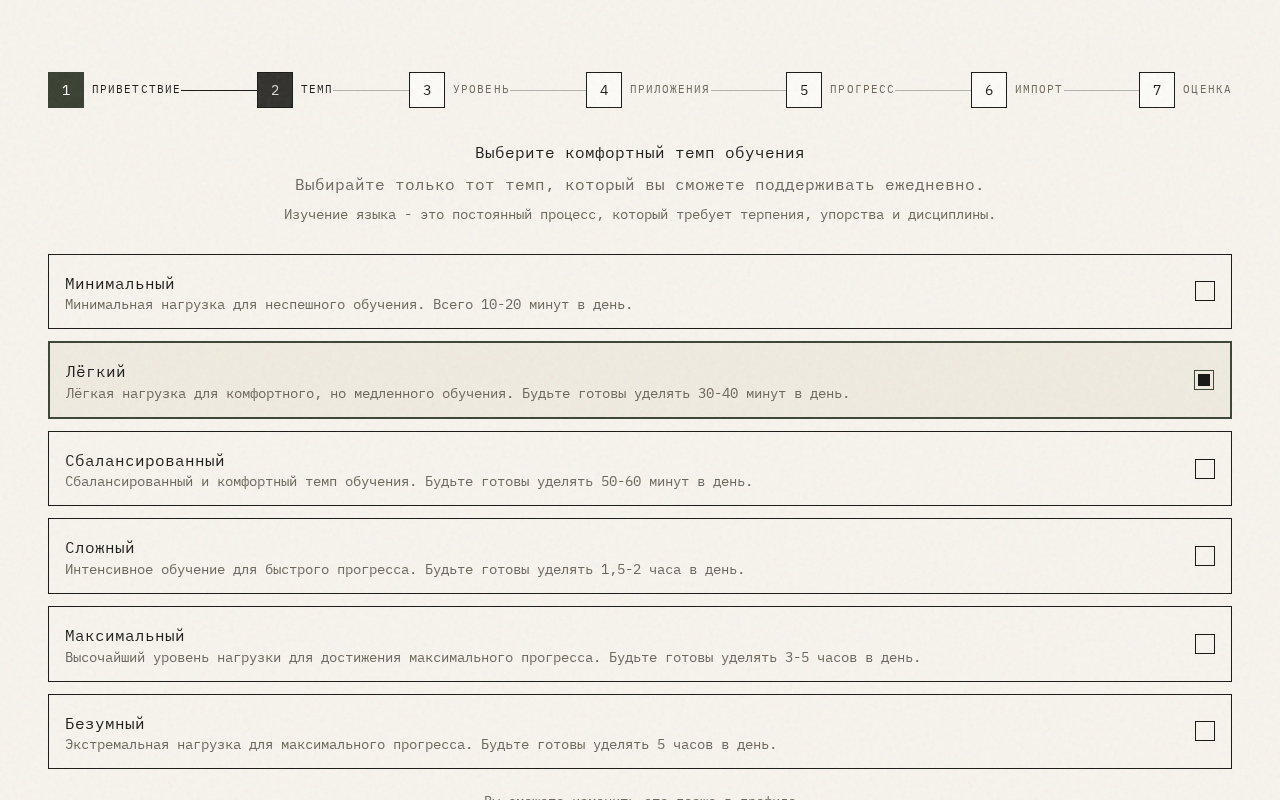 1 ПРИВЕТСТВИЕ 2 ТЕМП 3 УРОВЕНЬ 4 ПРИЛОЖЕНИЯ 5 ПРОГРЕСС 6 ИМПОРТ 7 ОЦЕНКА
Выберите комфортный темп обучения
Выбирайте только тот темп, который вы сможете поддерживать ежедневно.
Изучение языка - это постоянный процесс, который требует терпения, упорства и дисциплины.
Минимальный
Минимальная нагрузка для неспешного обучения. Всего 10-20 минут в день.
Лёгкий
Лёгкая нагрузка для комфортного, но медленного обучения. Будьте готовы уделять 30-40 минут в день.
Сбалансированный
Сбалансированный и комфортный темп обучения. Будьте готовы уделять 50-60 минут в день.
Сложный
Интенсивное обучение для быстрого прогресса. Будьте готовы уделять 1,5-2 часа в день.
Максимальный
Высочайший уровень нагрузки для достижения максимального прогресса. Будьте готовы уделять 3-5 часов в день.
Безумный
Экстремальная нагрузка для максимального прогресса. Будьте готовы уделять 5 часов в день.